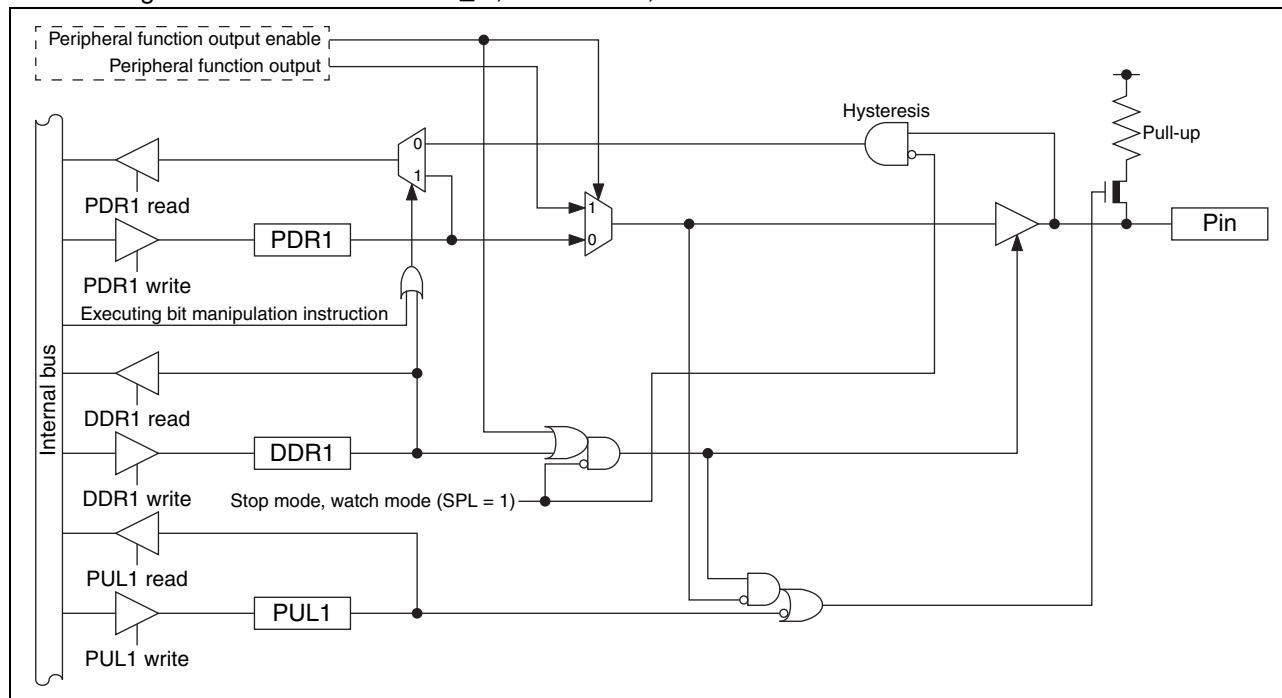 Peripheral function output enable
Peripheral function output
Hysteresis
Pull-up
0
1
PDR1 read
1
0
PDR1
Pin
PDR1 write
Executing bit manipulation instruction
Internal bus
DDR1 read
DDR1
DDR1 write
Stop mode, watch mode (SPL = 1)
PUL1 read
PUL1
PUL1 write